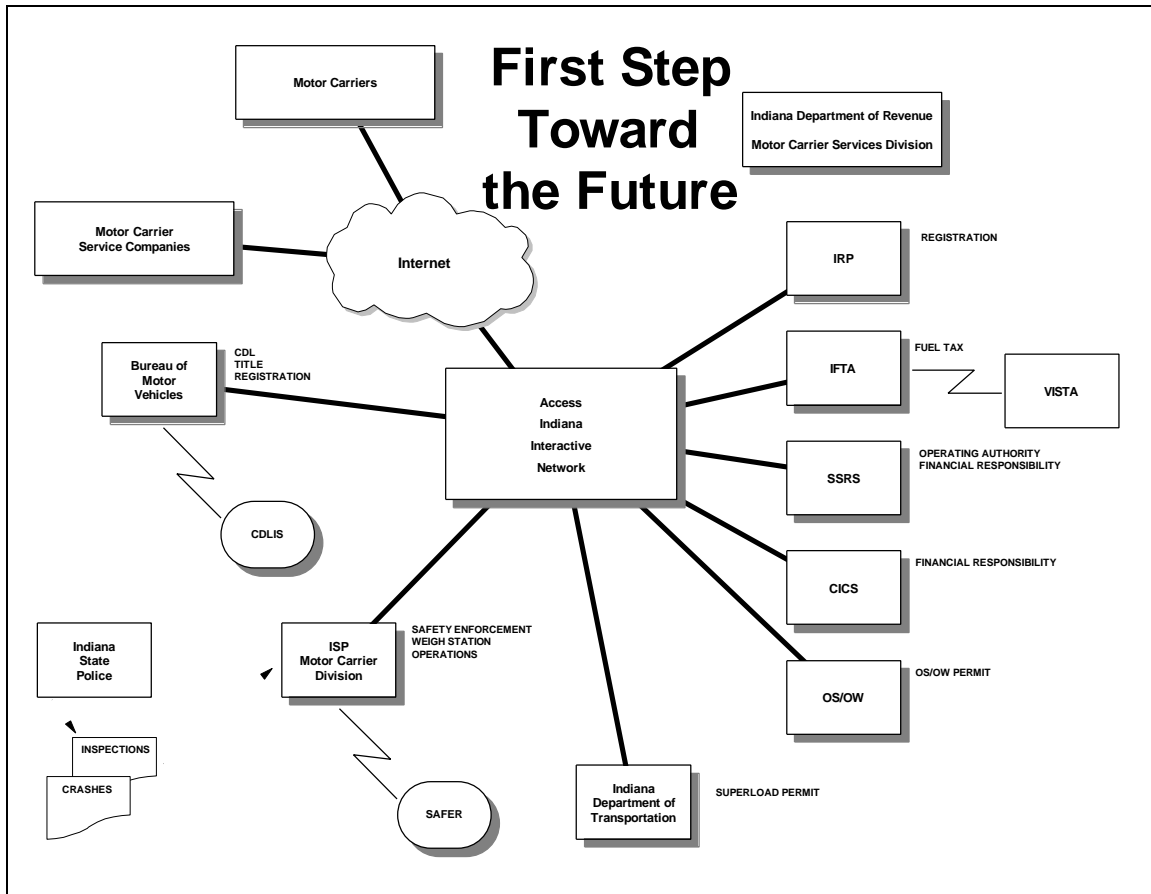 First Step
Toward
the Future
Motor Carriers
Indiana Department of Revenue
Motor Carrier Services Division
Motor Carrier
Service Companies
Internet
IRP
REGISTRATION
Bureau of
Motor
Vehicles
CDL
TITLE
REGISTRATION
IFTA
FUEL TAX
VISTA
Access
Indiana
Interactive
Network
SSRS
OPERATING AUTHORITY
FINANCIAL RESPONSIBILITY
CDLIS
CICS
FINANCIAL RESPONSIBILITY
Indiana
State
Police
ISP
Motor Carrier
Division
SAFETY ENFORCEMENT
WEIGH STATION
OPERATIONS
OS/OW
OS/OW PERMIT
INSPECTIONS
CRASHES
SAFER
Indiana
Department of
Transportation
SUPERLOAD PERMIT